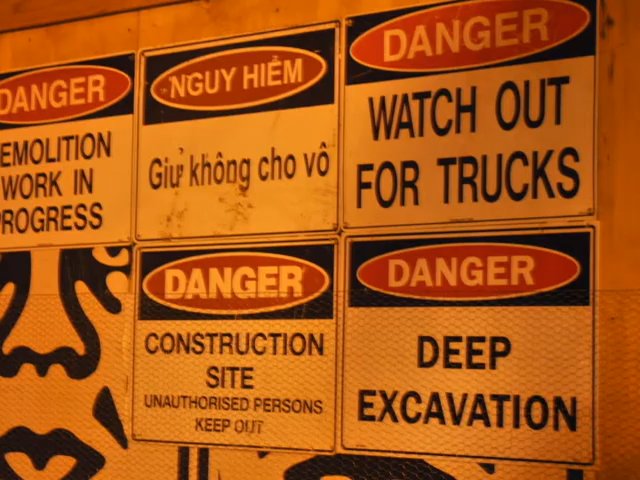 DANGER
EMOLITION
WORK IN
PROGRESS
NGUY HIỂM
Giữ không cho vô
DANGER
WATCH OUT
FOR TRUCKS
DANGER
CONSTRUCTION
SITE
UNAUTHORISED PERSONS
KEEP OUT
DANGER
DEEP
EXCAVATION